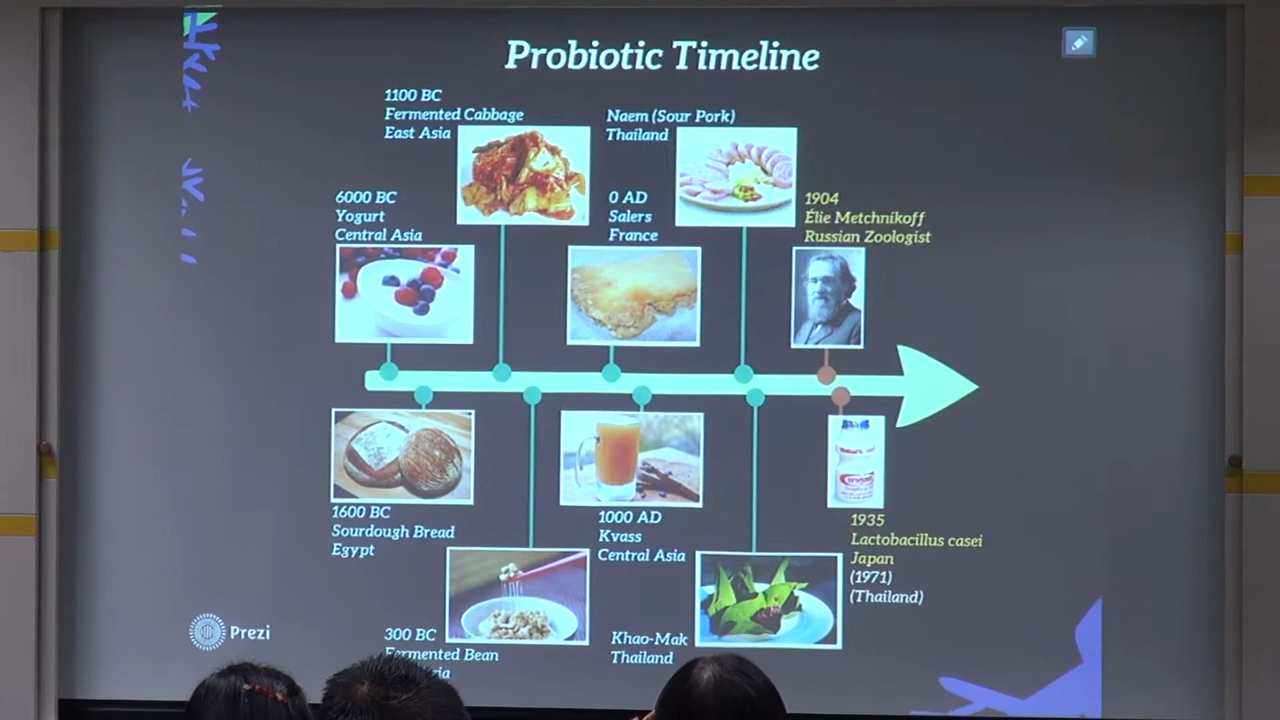 Probiotic Timeline
1100 BC
Fermented Cabbage
East Asia
Naem (Sour Pork)
Thailand
6000 BC
Yogurt
Central Asia
0 AD
Salers
France
1904
Élie Metchnikoff
Russian Zoologist
1600 BC
Sourdough Bread
Egypt
1000 AD
Kvass
Central Asia
1935
Lactobacillus casei
Japan
(1971)
(Thailand)
300 BC
Fermented Bean
Khao-Mak
Thailand
Prezi